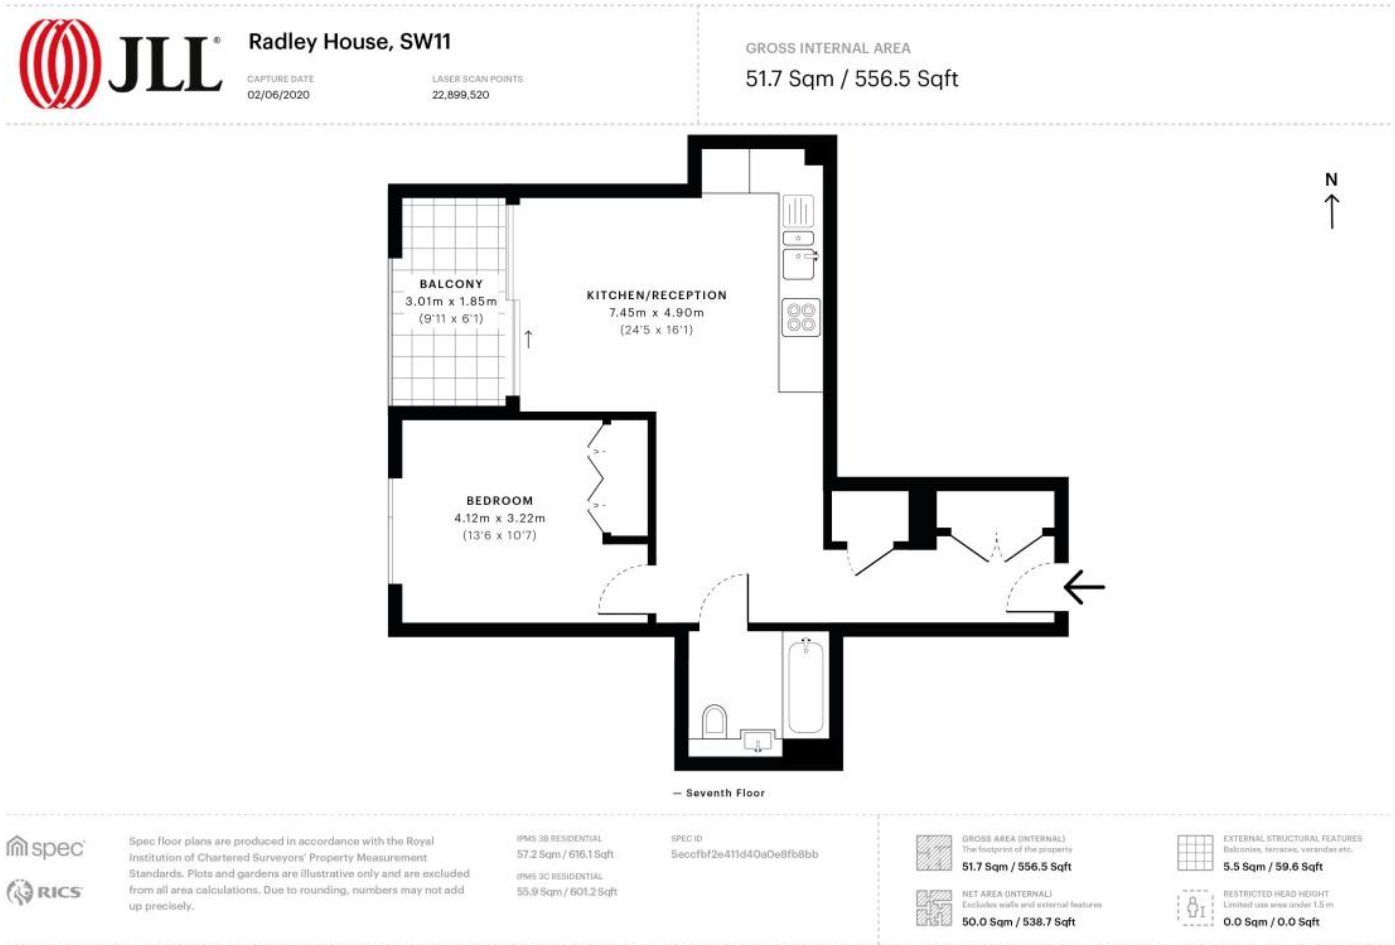 JLL®
Radley House, SW11
CAPTURE DATE
02/06/2020
LASER SCAN POINTS
22,899,520
GROSS INTERNAL AREA
51.7 Sqm / 556.5 Sqft
N
BALCONY
3.01m x 1.85m
(9'11 x 6'1)
KITCHEN/RECEPTION
7.45m x 4.90m
(24'5 x 16'1)
BEDROOM
4.12m x 3.22m
(13'6 x 10'7)
— Seventh Floor
spec
RICS
Spec floor plans are produced in accordance with the Royal
Institution of Chartered Surveyors' Property Measurement
Standards. Plots and gardens are illustrative only and are excluded
from all area calculations. Due to rounding, numbers may not add
up precisely.
IPMS 3B RESIDENTIAL
57.2 Sqm / 616.1 Sqft
IPMS 3C RESIDENTIAL
55.9 Sqm / 601.2 Sqft
SPEC ID
5eccfbf2e411d40a0e8fb8bb
GROSS AREA (INTERNAL)
The footprint of the property
51.7 Sqm / 556.5 Sqft
NET AREA (INTERNAL)
Excludes walls and external features
50.0 Sqm / 538.7 Sqft
EXTERNAL STRUCTURAL FEATURES
Balconies, terraces, verandas etc.
5.5 Sqm / 59.6 Sqft
RESTRICTED HEAD HEIGHT
Limited use area under 1.5 m
0.0 Sqm / 0.0 Sqft